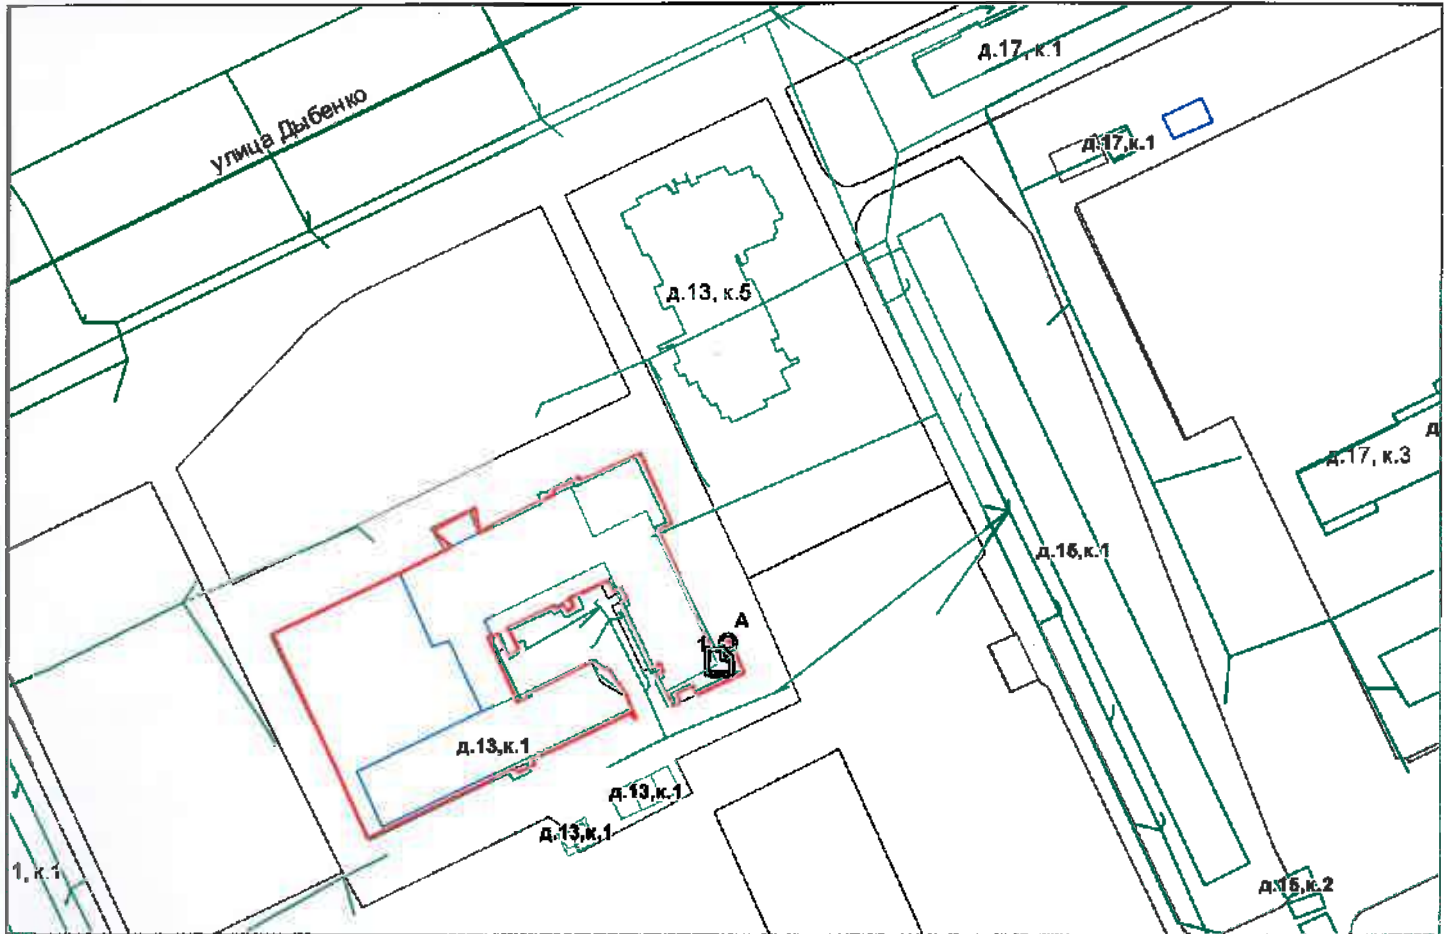 д.17, к.1
улица Дыбенко
д.17,к.1
д.13, к.5
д
д.17, к.3
д.15,к.1
А
1
д.13,к.1
д.13,к.1
д.13,к,1
1, к.1
д.15,к.2